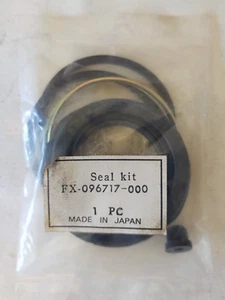 Seal kit
FX-096717-000
1 PC
MADE IN JAPAN